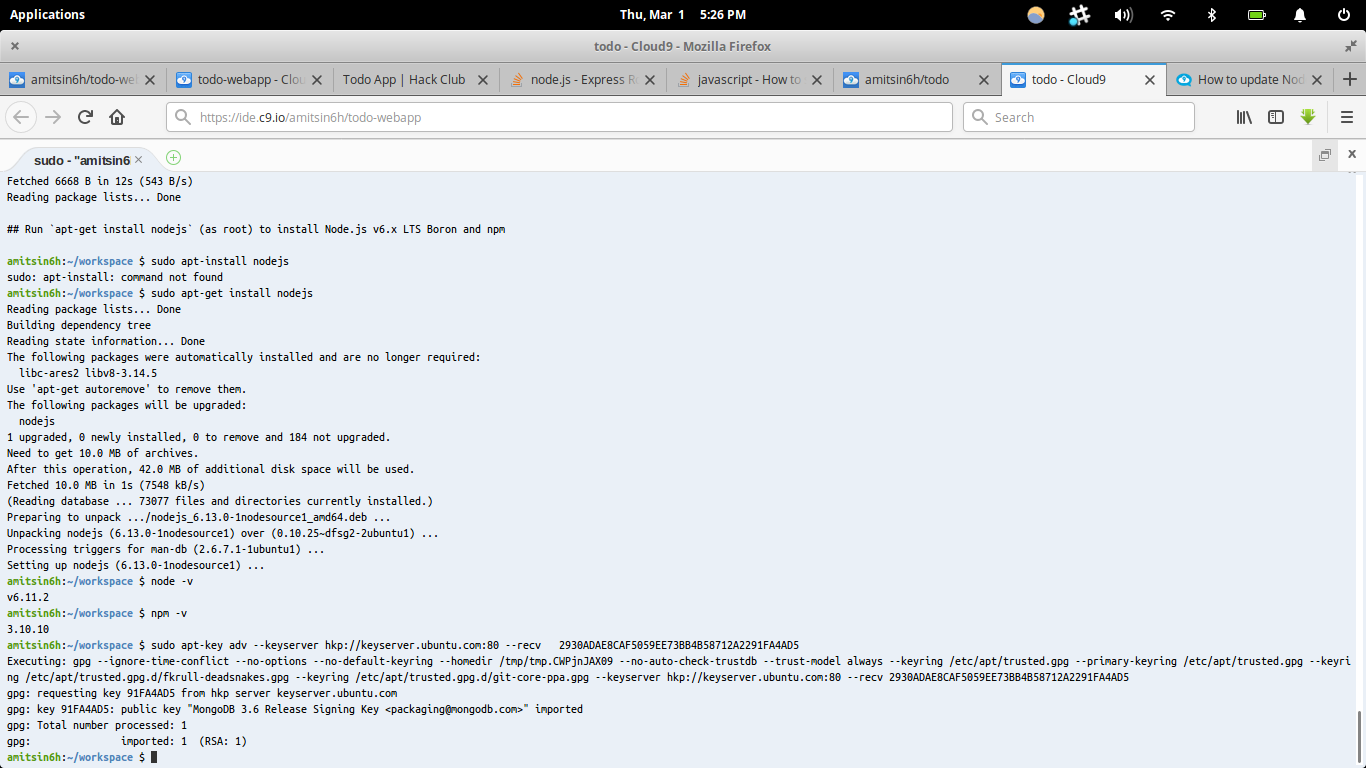 Applications
Thu, Mar 1 5:26 PM
todo - Cloud9 - Mozilla Firefox
amitsin6h/todo-we
todo-webapp - Clou
Todo App | Hack Club
node.js - Express R
javascript - How to
amitsin6h/todo
todo - Cloud9
How to update Nod
https://ide.c9.io/amitsin6h/todo-webapp
Search
sudo - "amitsin6
Fetched 6668 B in 12s (543 B/s)
Reading package lists... Done
## Run `apt-get install nodejs` (as root) to install Node.js v6.x LTS Boron and npm
amitsin6h:~/workspace $ sudo apt-install nodejs
sudo: apt-install: command not found
amitsin6h:~/workspace $ sudo apt-get install nodejs
Reading package lists... Done
Building dependency tree
Reading state information... Done
The following packages were automatically installed and are no longer required:
libc-ares2 libv8-3.14.5
Use 'apt-get autoremove' to remove them.
The following packages will be upgraded:
nodejs
1 upgraded, 0 newly installed, 0 to remove and 184 not upgraded.
Need to get 10.0 MB of archives.
After this operation, 42.0 MB of additional disk space will be used.
Fetched 10.0 MB in 1s (7548 kB/s)
(Reading database ... 73077 files and directories currently installed.)
Preparing to unpack .../nodejs_6.13.0-1nodesource1_amd64.deb ...
Unpacking nodejs (6.13.0-1nodesource1) over (0.10.25~dfsg2-2ubuntu1) ...
Processing triggers for man-db (2.6.7.1-1ubuntu1) ...
Setting up nodejs (6.13.0-1nodesource1) ...
amitsin6h:~/workspace $ node -v
v6.11.2
amitsin6h:~/workspace $ npm -v
3.10.10
amitsin6h:~/workspace $ sudo apt-key adv --keyserver hkp://keyserver.ubuntu.com:80 --recv 2930ADAE8CAF5059EE73BB4B58712A2291FA4AD5
Executing: gpg --ignore-time-conflict --no-options --no-default-keyring --homedir /tmp/tmp.CWPjnJAX09 --no-auto-check-trustdb --trust-model always --keyring /etc/apt/trusted.gpg --primary-keyring /etc/apt/trusted.gpg --keyri
ng /etc/apt/trusted.gpg.d/fkrull-deadsnakes.gpg --keyring /etc/apt/trusted.gpg.d/git-core-ppa.gpg --keyserver hkp://keyserver.ubuntu.com:80 --recv 2930ADAE8CAF5059EE73BB4B58712A2291FA4AD5
gpg: requesting key 91FA4AD5 from hkp server keyserver.ubuntu.com
gpg: key 91FA4AD5: public key "MongoDB 3.6 Release Signing Key <packaging@mongodb.com>" imported
gpg: Total number processed: 1
gpg: imported: 1 (RSA: 1)
amitsin6h:~/workspace $